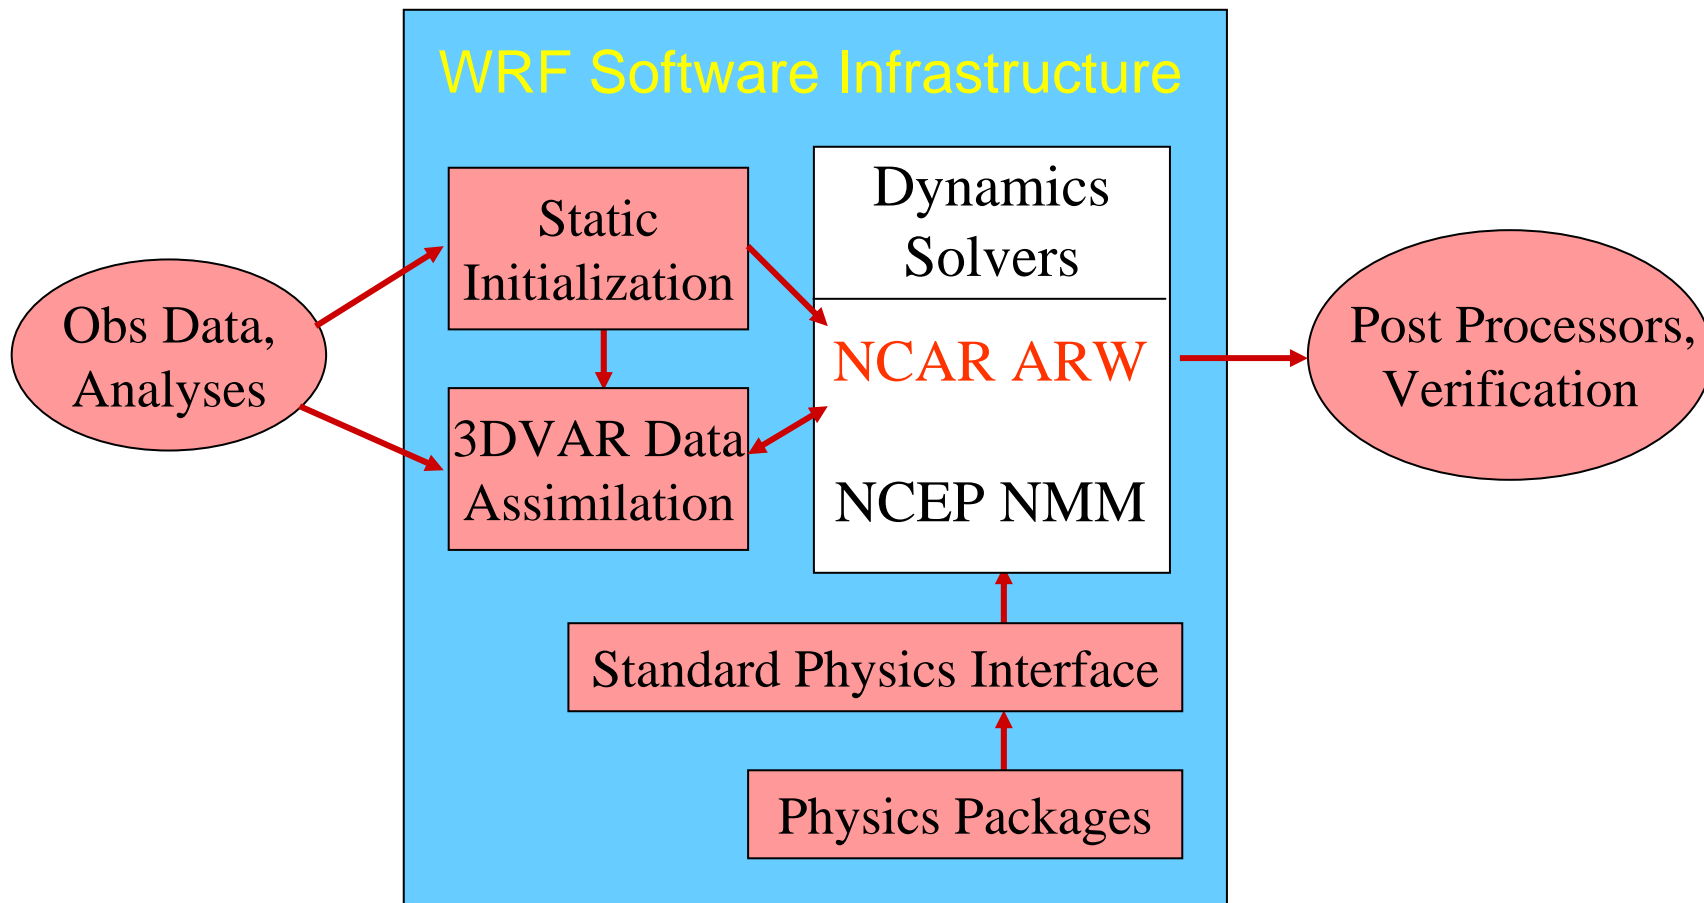 WRF Software Infrastructure
Obs Data,
Analyses
Static
Initialization
3DVAR Data
Assimilation
Dynamics
Solvers
NCAR ARW
NCEP NMM
Post Processors,
Verification
Standard Physics Interface
Physics Packages